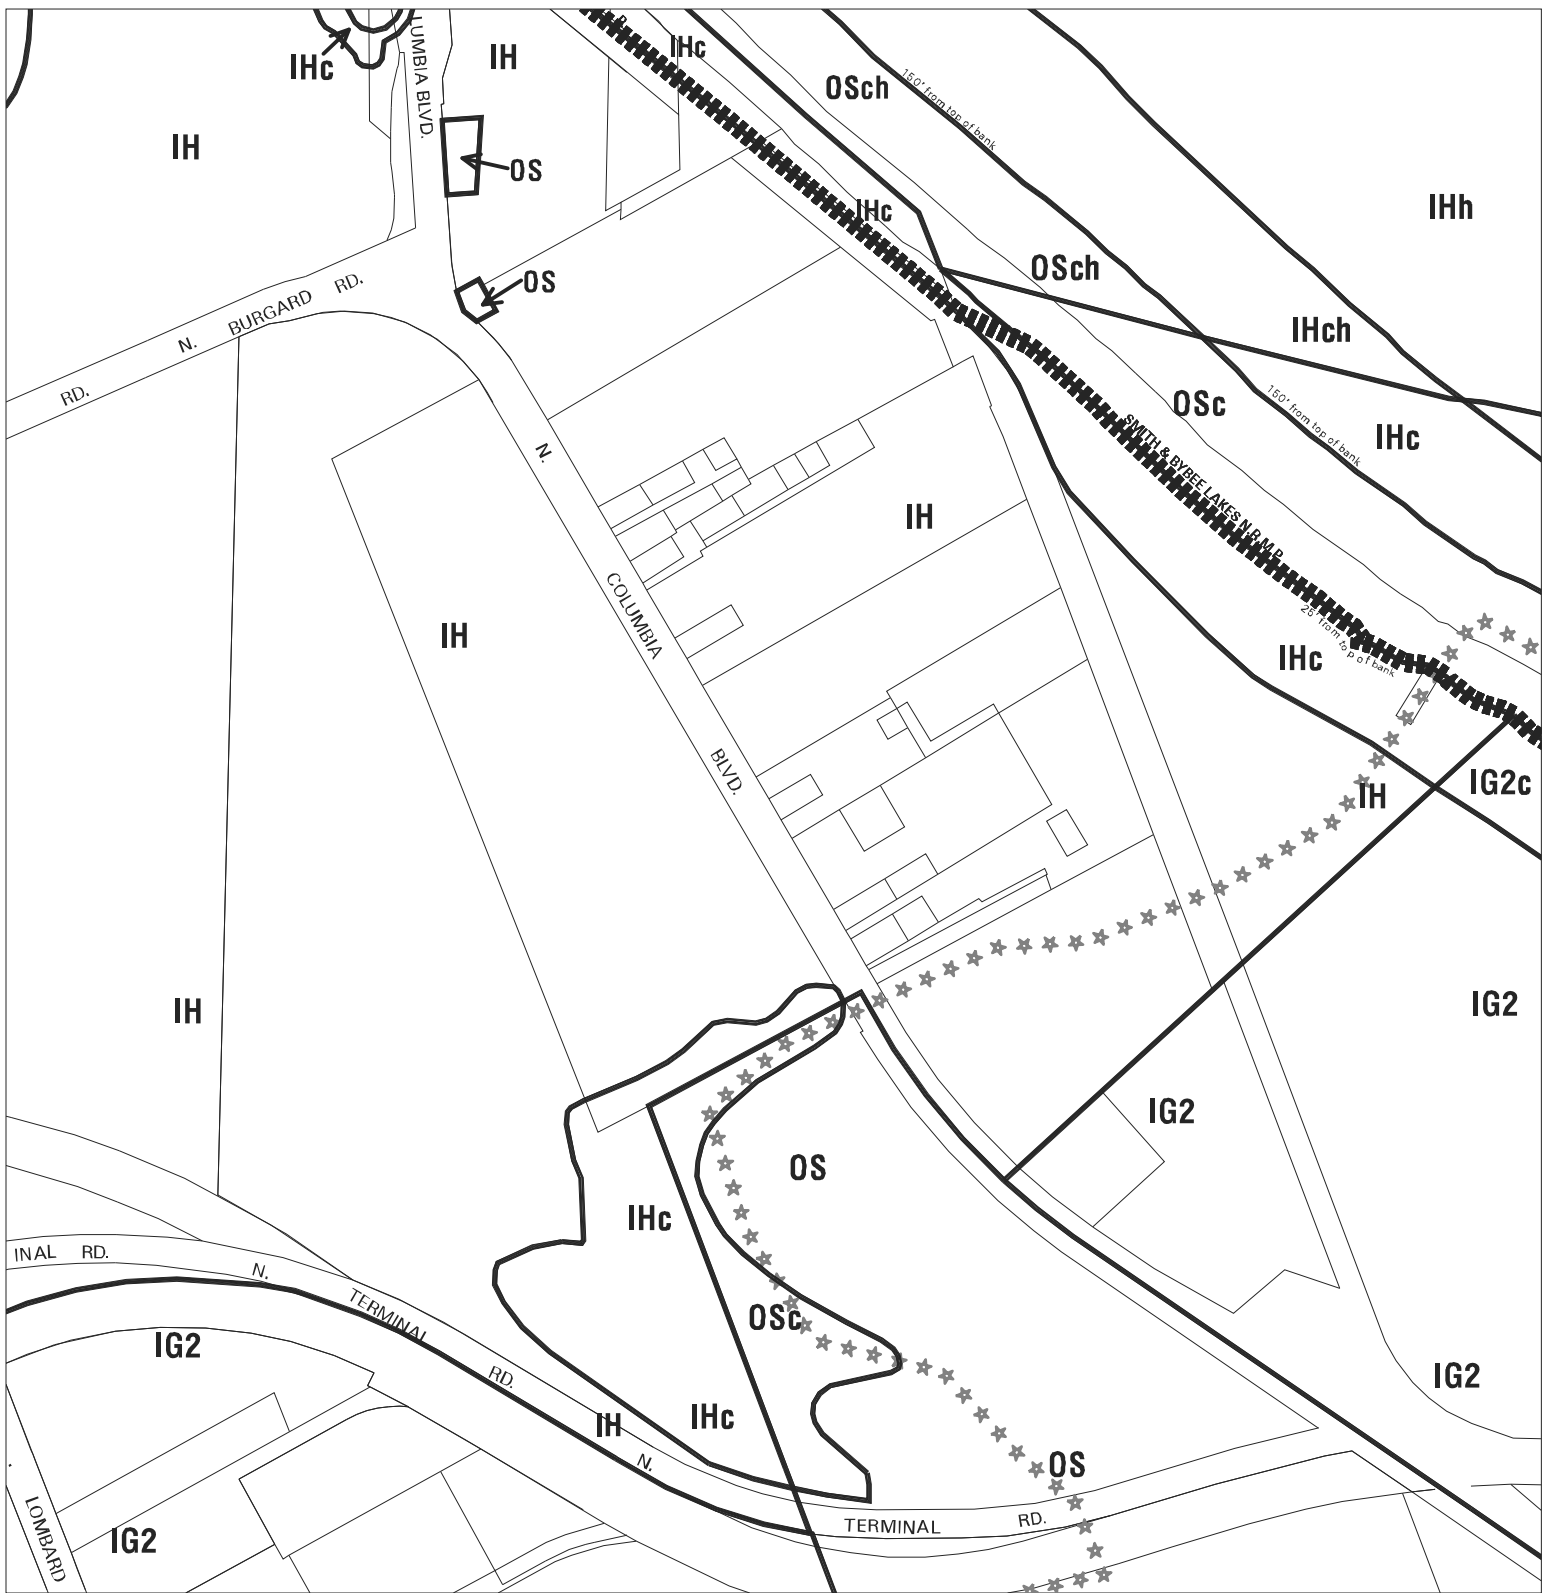 R.
IHc
IHc
IH
LUMBIA BLVD.
OSch
150' from top of bank
IH
OS
IHc
IHh
OSch
OS
N. BURGARD RD.
IHch
RD.
OSc
150' from top of bank
IHc
N.
SMITH & BYBEE LAKES N.R.M.P.
IH
COLUMBIA
IH
25' from top of bank
IHc
BLVD.
IH
IG2c
IH
IG2
IG2
OS
IHc
INAL RD.
N.
TERMINAL
OSc
IG2
RD.
IG2
IHc
IH
N.
OS
LOMBARD
IG2
TERMINAL RD.